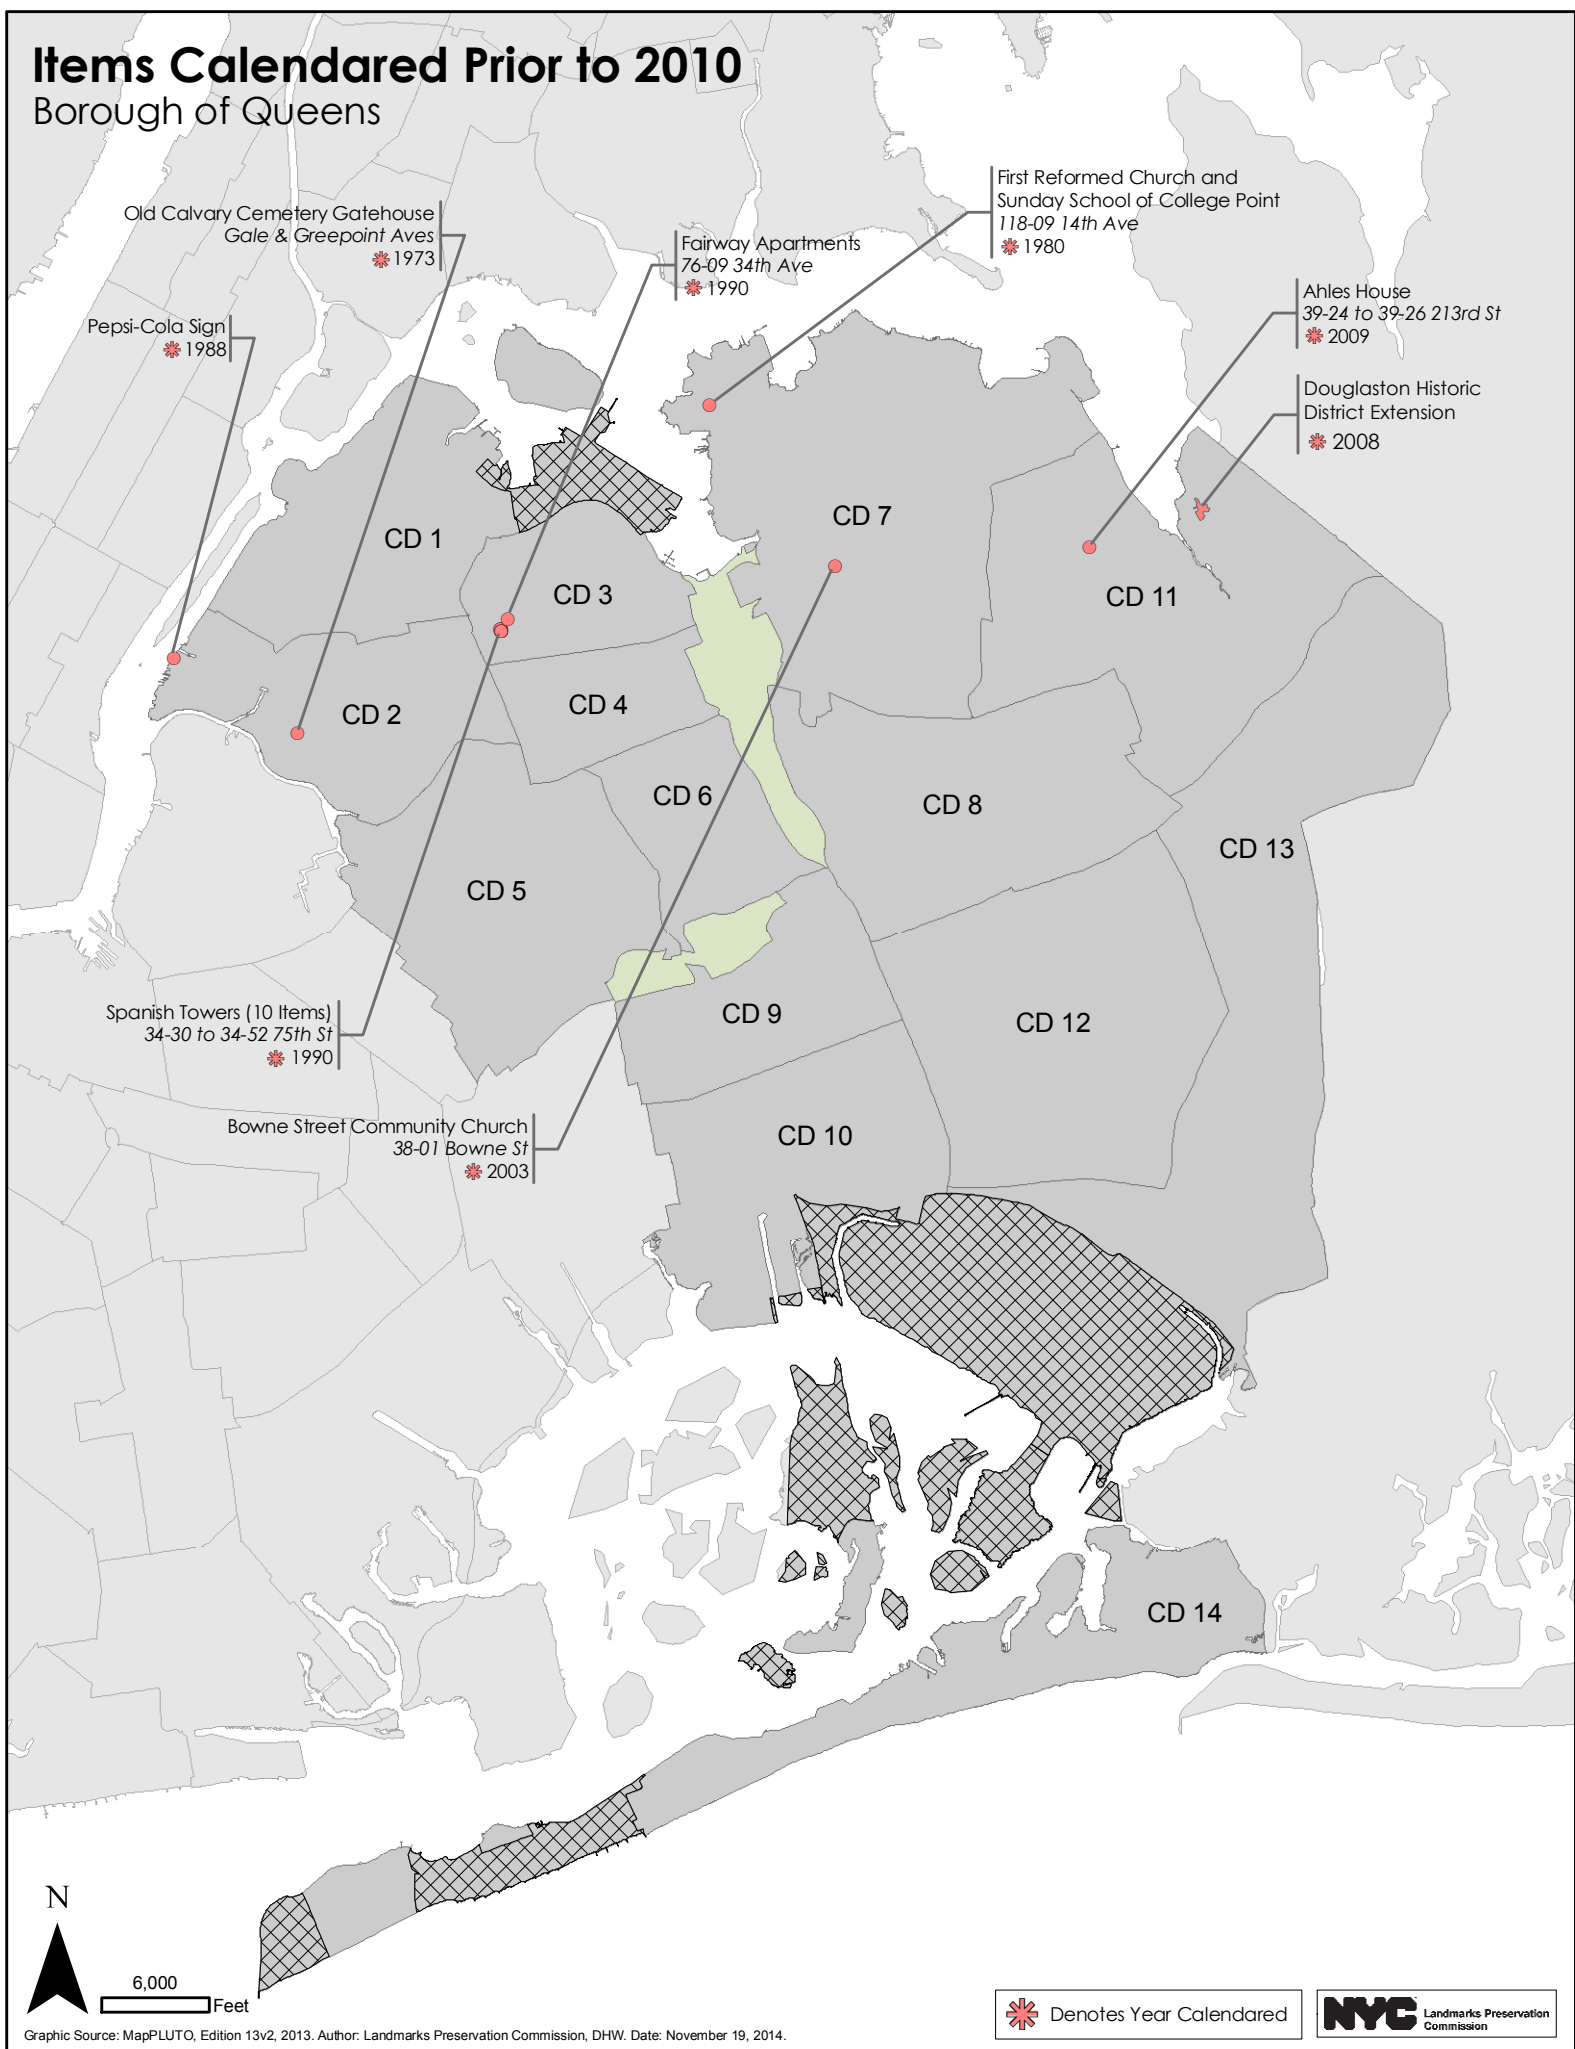 Items Calendared Prior to 2010
Borough of Queens
First Reformed Church and
Sunday School of College Point
118-09 14th Ave
1980
Old Calvary Cemetery Gatehouse
Gale & Greepoint Aves
1973
Fairway Apartments
76-09 34th Ave
1990
Ahles House
39-24 to 39-26 213rd St
2009
Pepsi-Cola Sign
1988
Douglaston Historic
District Extension
2008
CD 7
CD 1
CD 3
CD 11
CD 4
CD 2
CD 6
CD 8
CD 13
CD 5
Spanish Towers (10 Items)
34-30 to 34-52 75th St
1990
CD 9
CD 12
Bowne Street Community Church
38-01 Bowne St
2003
CD 10
CD 14
N
6,000
Feet
Denotes Year Calendared
NYC
Landmarks Preservation
Commission
Graphic Source: MapPLUTO, Edition 13v2, 2013. Author: Landmarks Preservation Commission, DHW. Date: November 19, 2014.